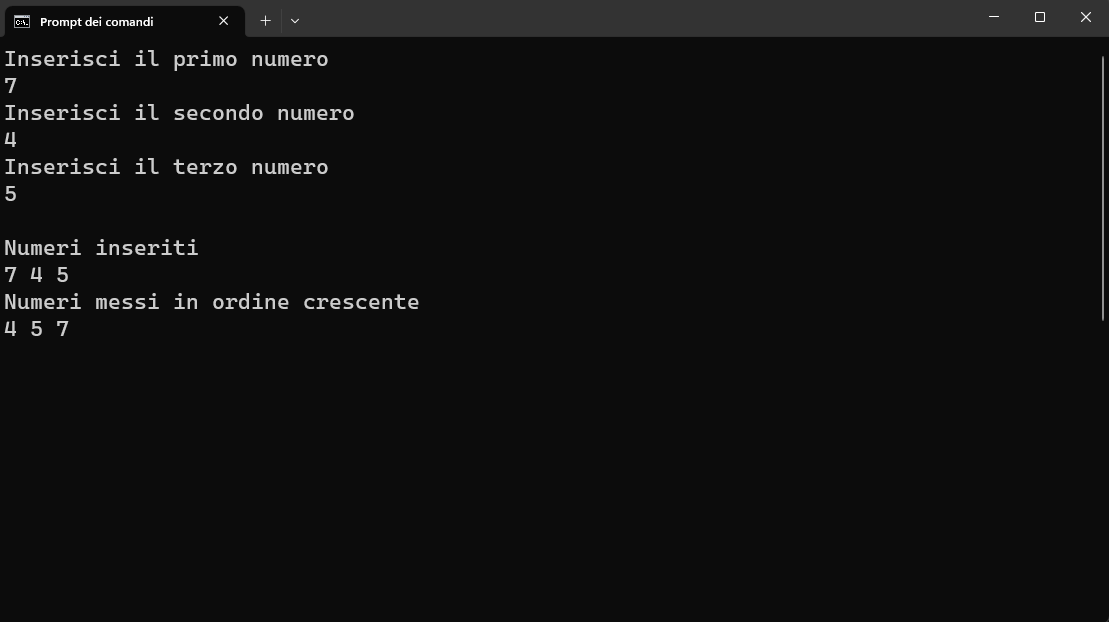 Prompt dei comandi
Inserisci il primo numero
7
Inserisci il secondo numero
4
Inserisci il terzo numero
5
Numeri inseriti
7 4 5
Numeri messi in ordine crescente
4 5 7